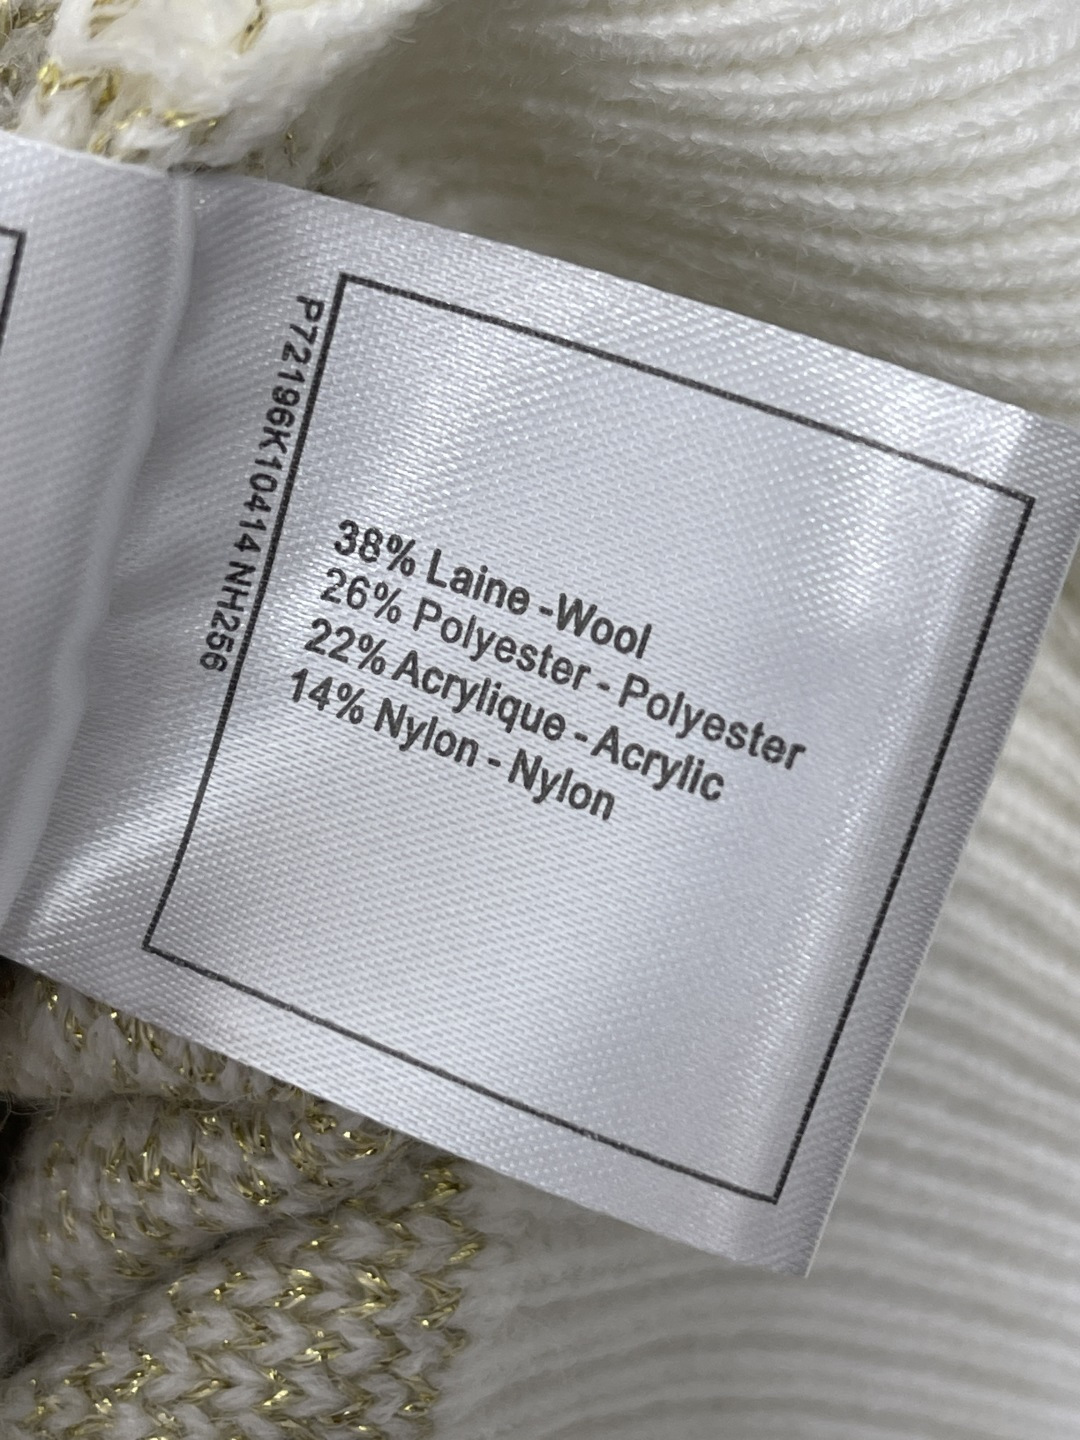 P72196K10414 NH256
38% Laine -Wool
26% Polyester - Polyester
22% Acrylique - Acrylic
14% Nylon - Nylon